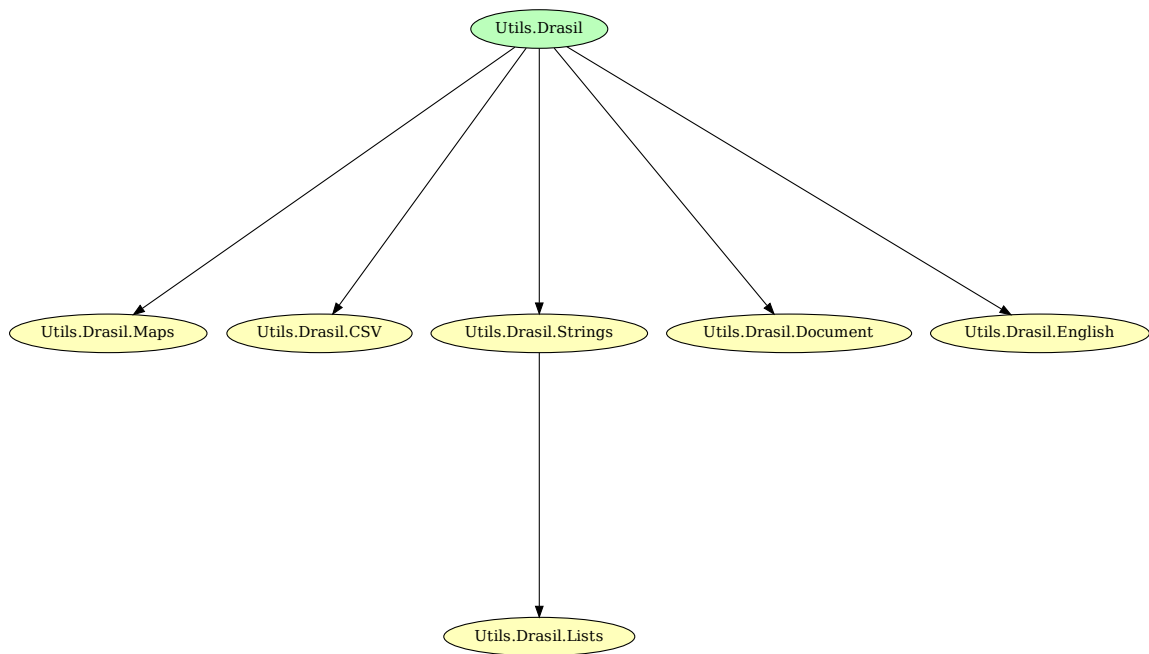 Utils.Drasil
Utils.Drasil.Maps
Utils.Drasil.CSV
Utils.Drasil.Strings
Utils.Drasil.Document
Utils.Drasil.English
Utils.Drasil.Lists